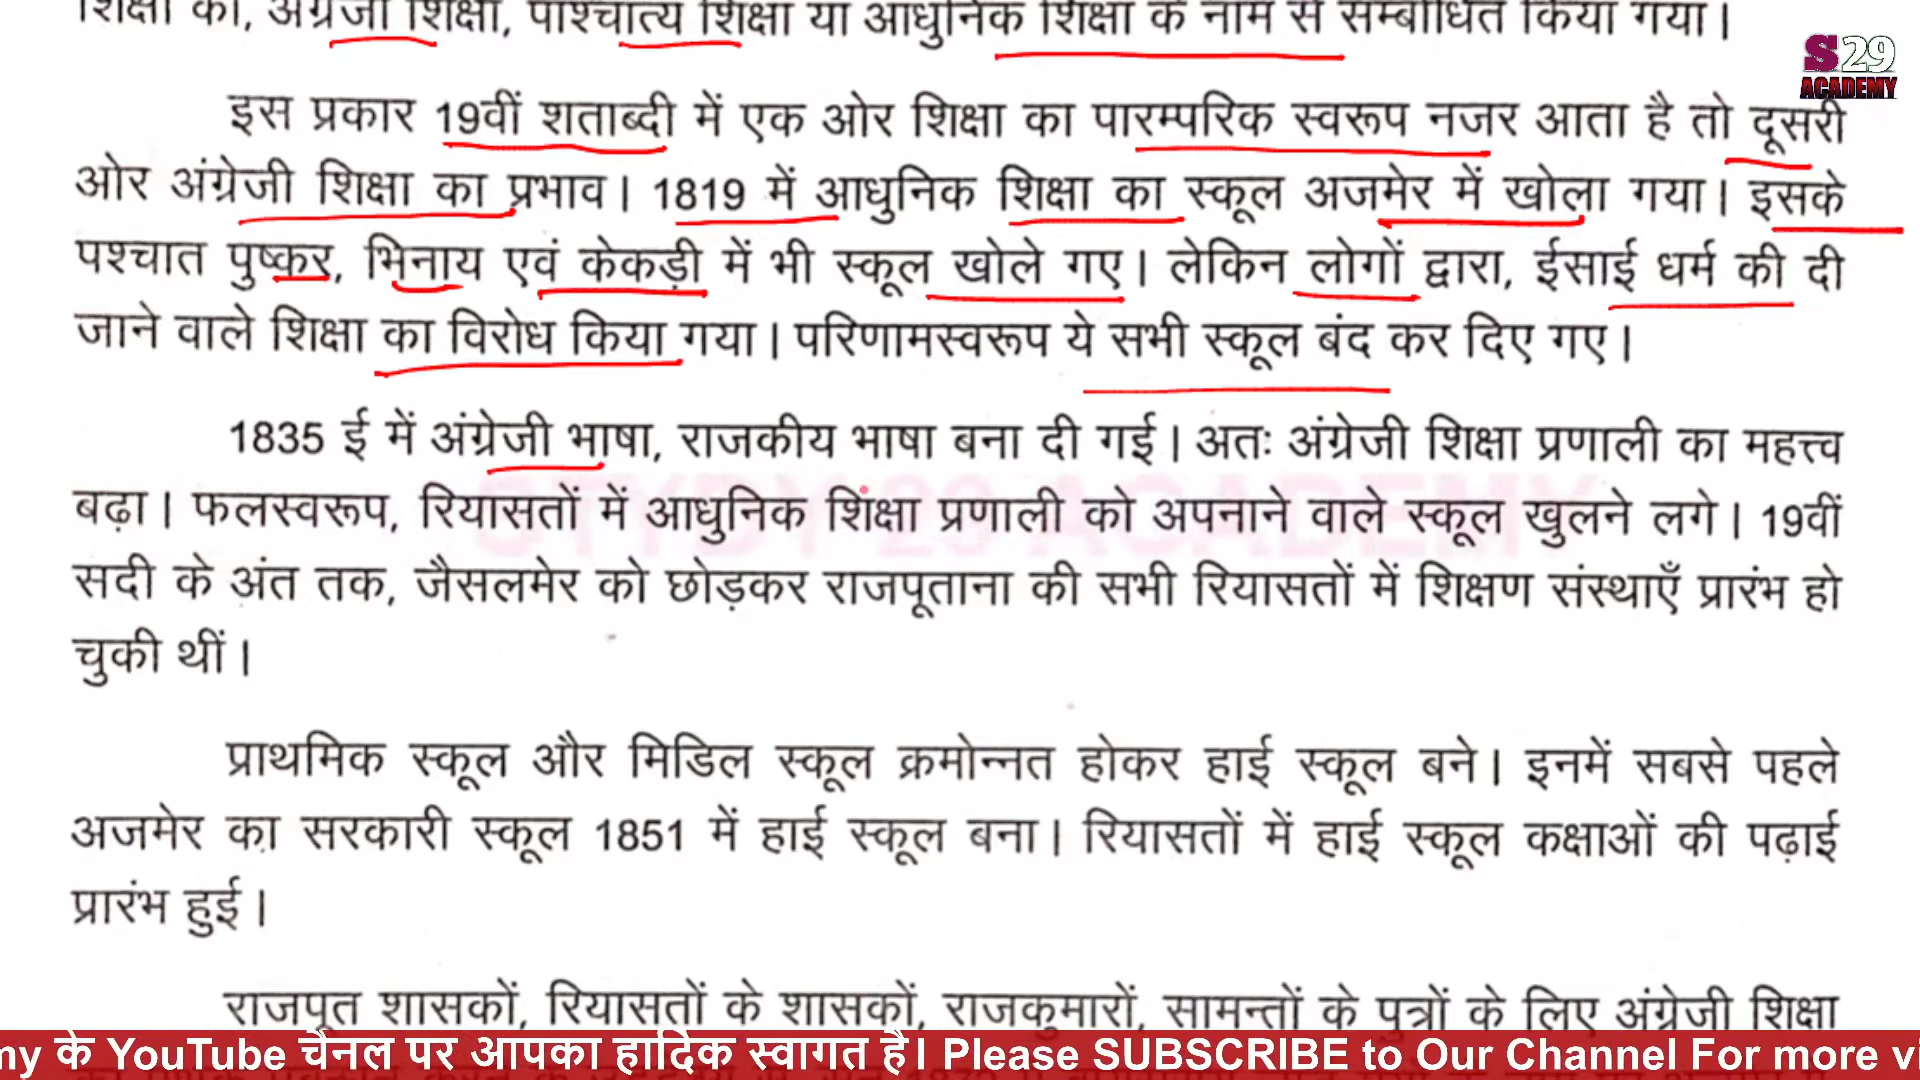 शिक्षा को, अंग्रेजी शिक्षा, पाश्चात्य शिक्षा या आधुनिक शिक्षा के नाम से सम्बोधित किया गया।
S29
ACADEMY
इस प्रकार 19वीं शताब्दी में एक ओर शिक्षा का पारम्परिक स्वरूप नजर आता है तो दूसरी
ओर अंग्रेजी शिक्षा का प्रभाव। 1819 में आधुनिक शिक्षा का स्कूल अजमेर में खोला गया। इसके
पश्चात पुष्कर, भिनाय एवं केकड़ी में भी स्कूल खोले गए। लेकिन लोगों द्वारा, ईसाई धर्म की दी
जाने वाले शिक्षा का विरोध किया गया। परिणामस्वरूप ये सभी स्कूल बंद कर दिए गए।
1835 ई में अंग्रेजी भाषा, राजकीय भाषा बना दी गई। अतः अंग्रेजी शिक्षा प्रणाली का महत्त्व
बढ़ा। फलस्वरूप, रियासतों में आधुनिक शिक्षा प्रणाली को अपनाने वाले स्कूल खुलने लगे। 19वीं
सदी के अंत तक, जैसलमेर को छोड़कर राजपूताना की सभी रियासतों में शिक्षण संस्थाएँ प्रारंभ हो
चुकी थीं।
प्राथमिक स्कूल और मिडिल स्कूल क्रमोन्नत होकर हाई स्कूल बने। इनमें सबसे पहले
अजमेर का सरकारी स्कूल 1851 में हाई स्कूल बना। रियासतों में हाई स्कूल कक्षाओं की पढ़ाई
प्रारंभ हुई।
राजपूत शासकों, रियासतों के शासकों, राजकुमारों, सामन्तों के पुत्रों के लिए अंग्रेजी शिक्षा
my के YouTube चैनल पर आपका हार्दिक स्वागत है। Please SUBSCRIBE to Our Channel For more vi